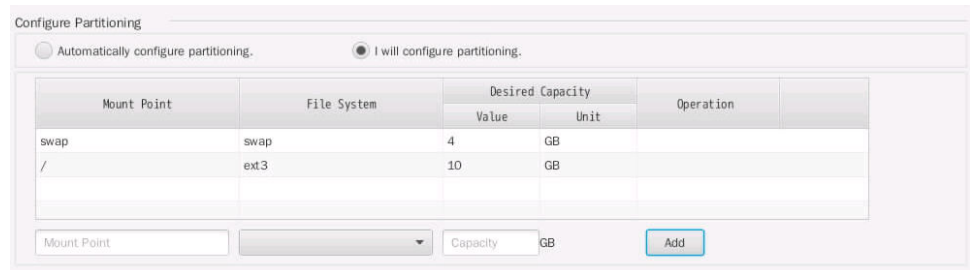 Configure Partitioning
Automatically configure partitioning. I will configure partitioning.
Mount Point File System Desired Capacity Operation
Value Unit
swap swap 4 GB
/ ext3 10 GB
Mount Point Capacity GB Add